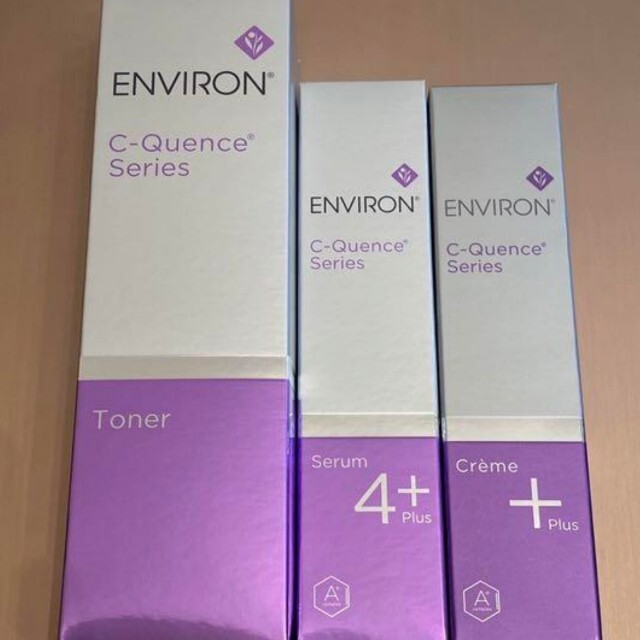 ENVIRON®
C-Quence®
Series
Toner
ENVIRON®
C-Quence®
Series
Serum
4+
Plus
A+
ENVIRON®
C-Quence®
Series
Crème
+
Plus
A+